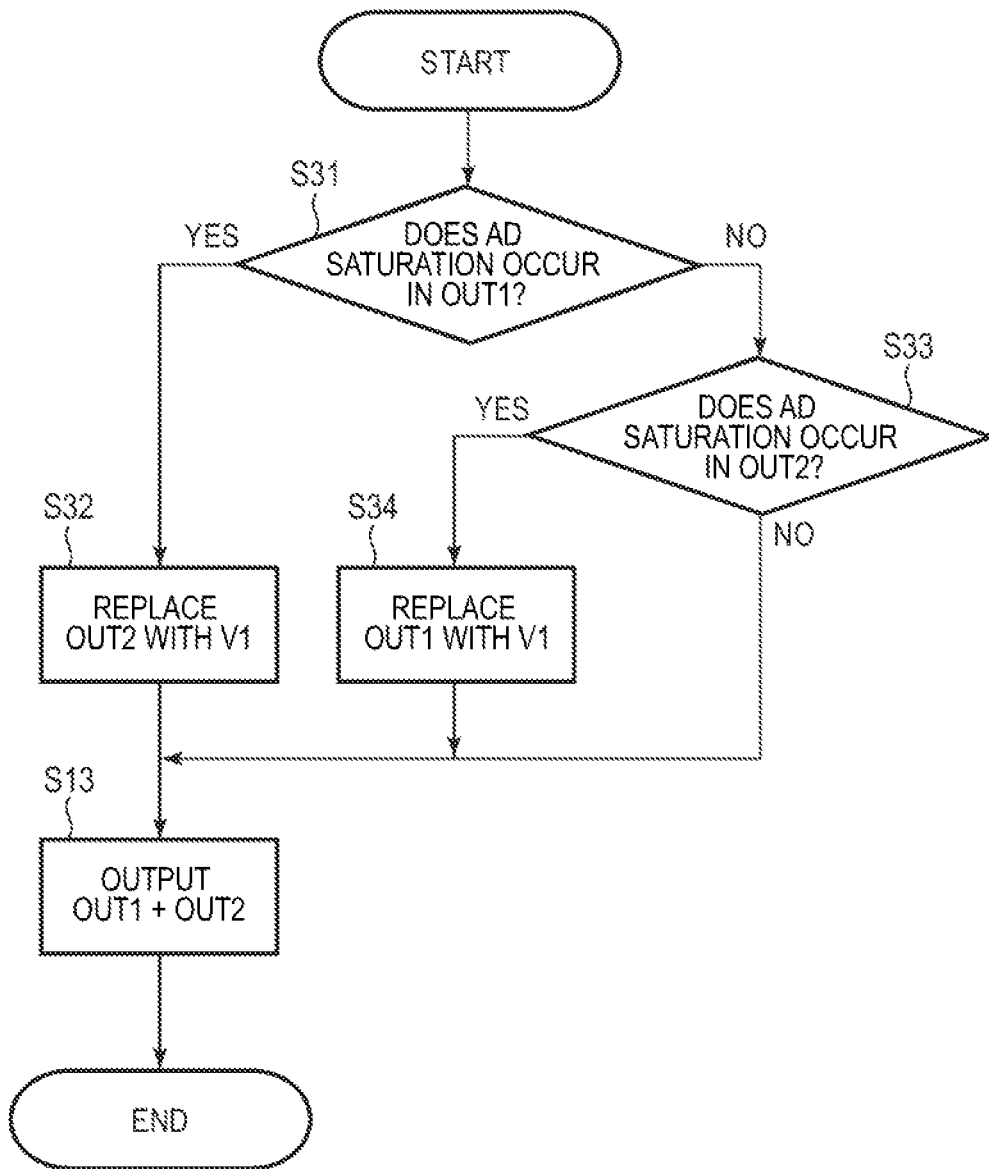 START
S31
YES
DOES AD
SATURATION OCCUR
IN OUT1?
NO
S33
YES
DOES AD
SATURATION OCCUR
IN OUT2?
NO
S32
REPLACE
OUT2 WITH V1
S34
REPLACE
OUT1 WITH V1
S13
OUTPUT
OUT1 + OUT2
END